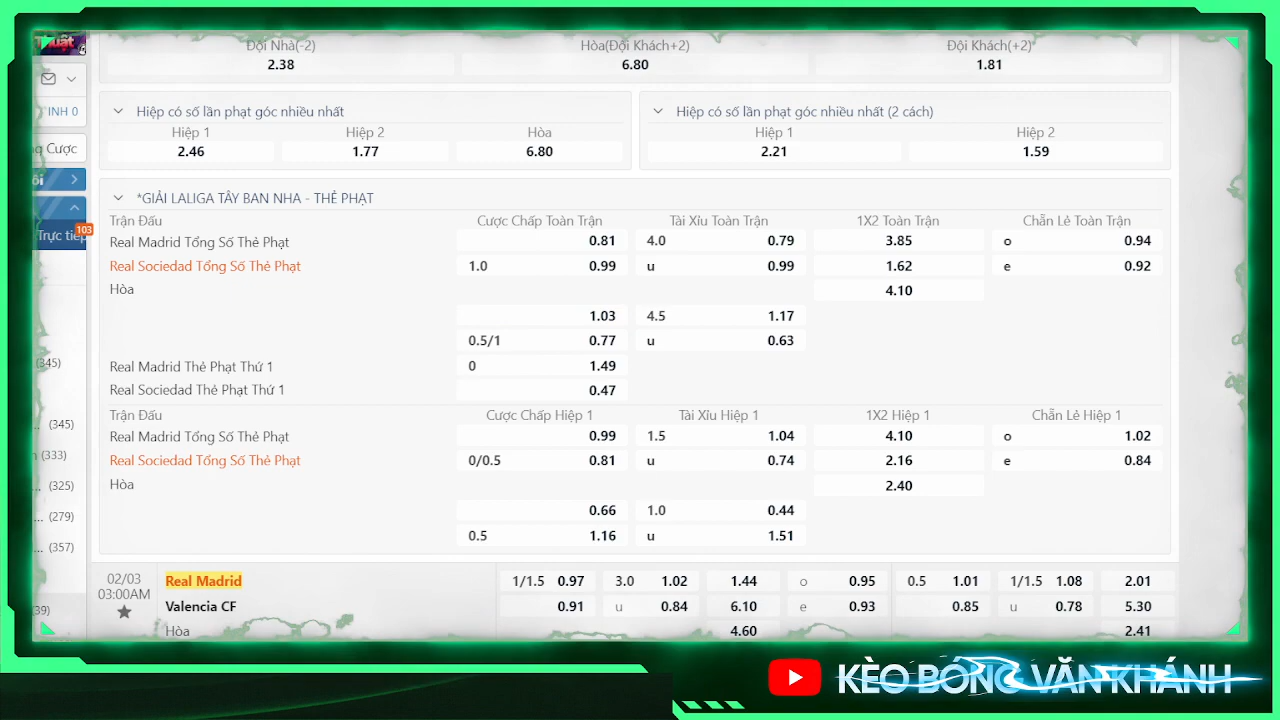 Thuật
Đội Nhà(-2) Hòa(Đội Khách+2) Đội Khách(+2)
2.38 6.80 1.81
INH 0
Cược
Trực tiếp 103
Hiệp có số lần phạt góc nhiều nhất
Hiệp 1 Hiệp 2 Hòa
2.46 1.77 6.80
Hiệp có số lần phạt góc nhiều nhất (2 cách)
Hiệp 1 Hiệp 2
2.21 1.59
*GIẢI LALIGA TÂY BAN NHA - THẺ PHẠT
Trận Đấu Cược Chấp Toàn Trận Tài Xỉu Toàn Trận 1X2 Toàn Trận Chẵn Lẻ Toàn Trận
Real Madrid Tổng Số Thẻ Phạt 0.81 4.0 0.79 3.85 o 0.94
Real Sociedad Tổng Số Thẻ Phạt 1.0 0.99 u 0.99 1.62 e 0.92
Hòa 4.10
1.03 4.5 1.17
0.5/1 0.77 u 0.63
Real Madrid Thẻ Phạt Thứ 1 0 1.49
Real Sociedad Thẻ Phạt Thứ 1 0.47
Trận Đấu Cược Chấp Hiệp 1 Tài Xỉu Hiệp 1 1X2 Hiệp 1 Chẵn Lẻ Hiệp 1
Real Madrid Tổng Số Thẻ Phạt 0.99 1.5 1.04 4.10 o 1.02
Real Sociedad Tổng Số Thẻ Phạt 0/0.5 0.81 u 0.74 2.16 e 0.84
Hòa 2.40
0.66 1.0 0.44
0.5 1.16 u 1.51
(345)
(345)
(333)
... (325)
... (279)
... (357)
39)
02/03 Real Madrid 1/1.5 0.97 3.0 1.02 1.44 o 0.95 0.5 1.01 1/1.5 1.08 2.01
03:00AM Valencia CF 0.91 u 0.84 6.10 e 0.93 0.85 u 0.78 5.30
Hòa 4.60 2.41
KÈO BÓNG VĂN KHÁNH